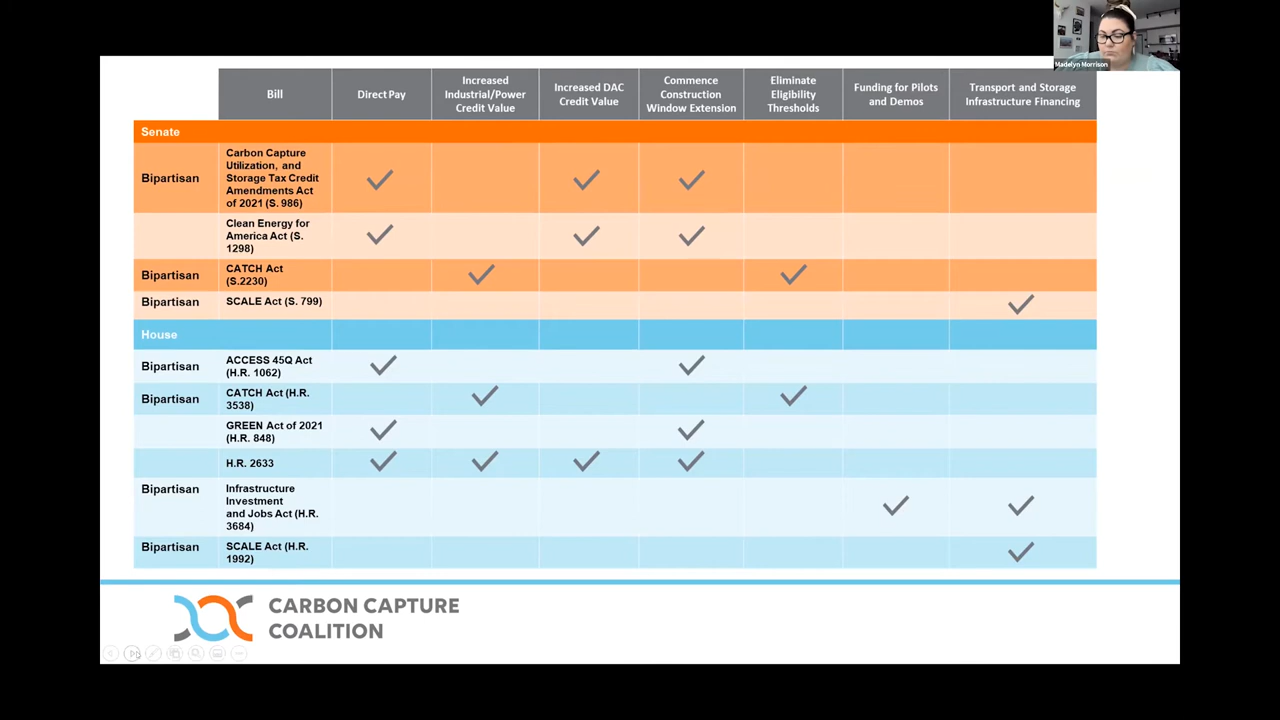 Madelyn Morrison
Bill
Direct Pay
Increased
Industrial/Power
Credit Value
Increased DAC
Credit Value
Commence
Construction
Window Extension
Eliminate
Eligibility
Thresholds
Funding for Pilots
and Demos
Transport and Storage
Infrastructure Financing
Senate
Bipartisan
Carbon Capture
Utilization, and
Storage Tax Credit
Amendments Act
of 2021 (S. 986)
Clean Energy for
America Act (S.
1298)
Bipartisan
CATCH Act
(S.2230)
Bipartisan
SCALE Act (S. 799)
House
Bipartisan
ACCESS 45Q Act
(H.R. 1062)
Bipartisan
CATCH Act (H.R.
3538)
GREEN Act of 2021
(H.R. 848)
H.R. 2633
Bipartisan
Infrastructure
Investment
and Jobs Act (H.R.
3684)
Bipartisan
SCALE Act (H.R.
1992)
CARBON CAPTURE
COALITION